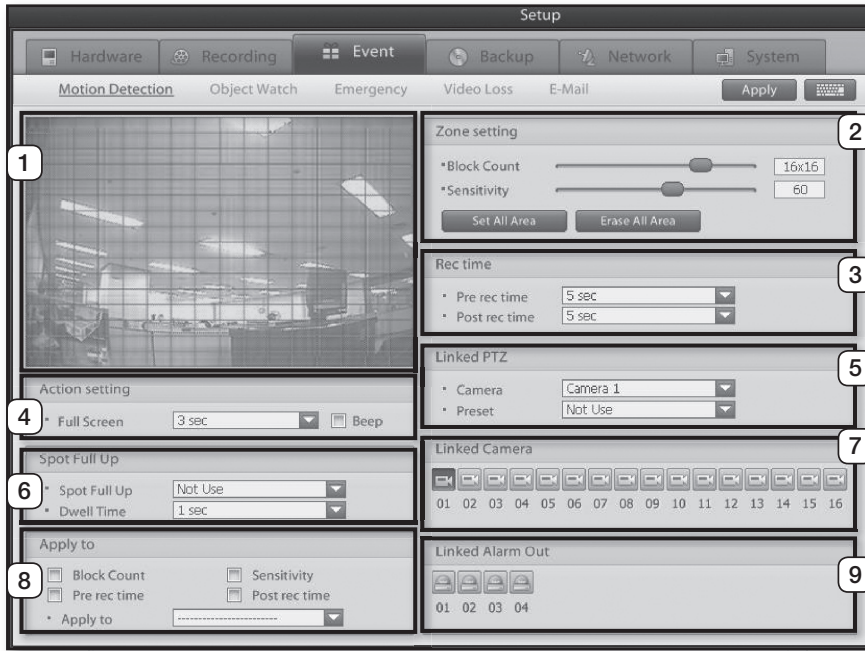 Setup
Hardware Recording Event Backup Network System
Motion Detection Object Watch Emergency Video Loss E-Mail Apply
1
Zone setting
2
Block Count 16x16
Sensitivity 60
Set All Area Erase All Area
Rec time
3
Pre rec time 5 sec
Post rec time 5 sec
Action setting
4
Full Screen 3 sec Beep
Linked PTZ
5
Camera Camera 1
Preset Not Use
Spot Full Up
6
Spot Full Up Not Use
Dwell Time 1 sec
Linked Camera
7
01 02 03 04 05 06 07 08 09 10 11 12 13 14 15 16
Apply to
8
Block Count Sensitivity
Pre rec time Post rec time
Apply to -----------------------
Linked Alarm Out
9
01 02 03 04